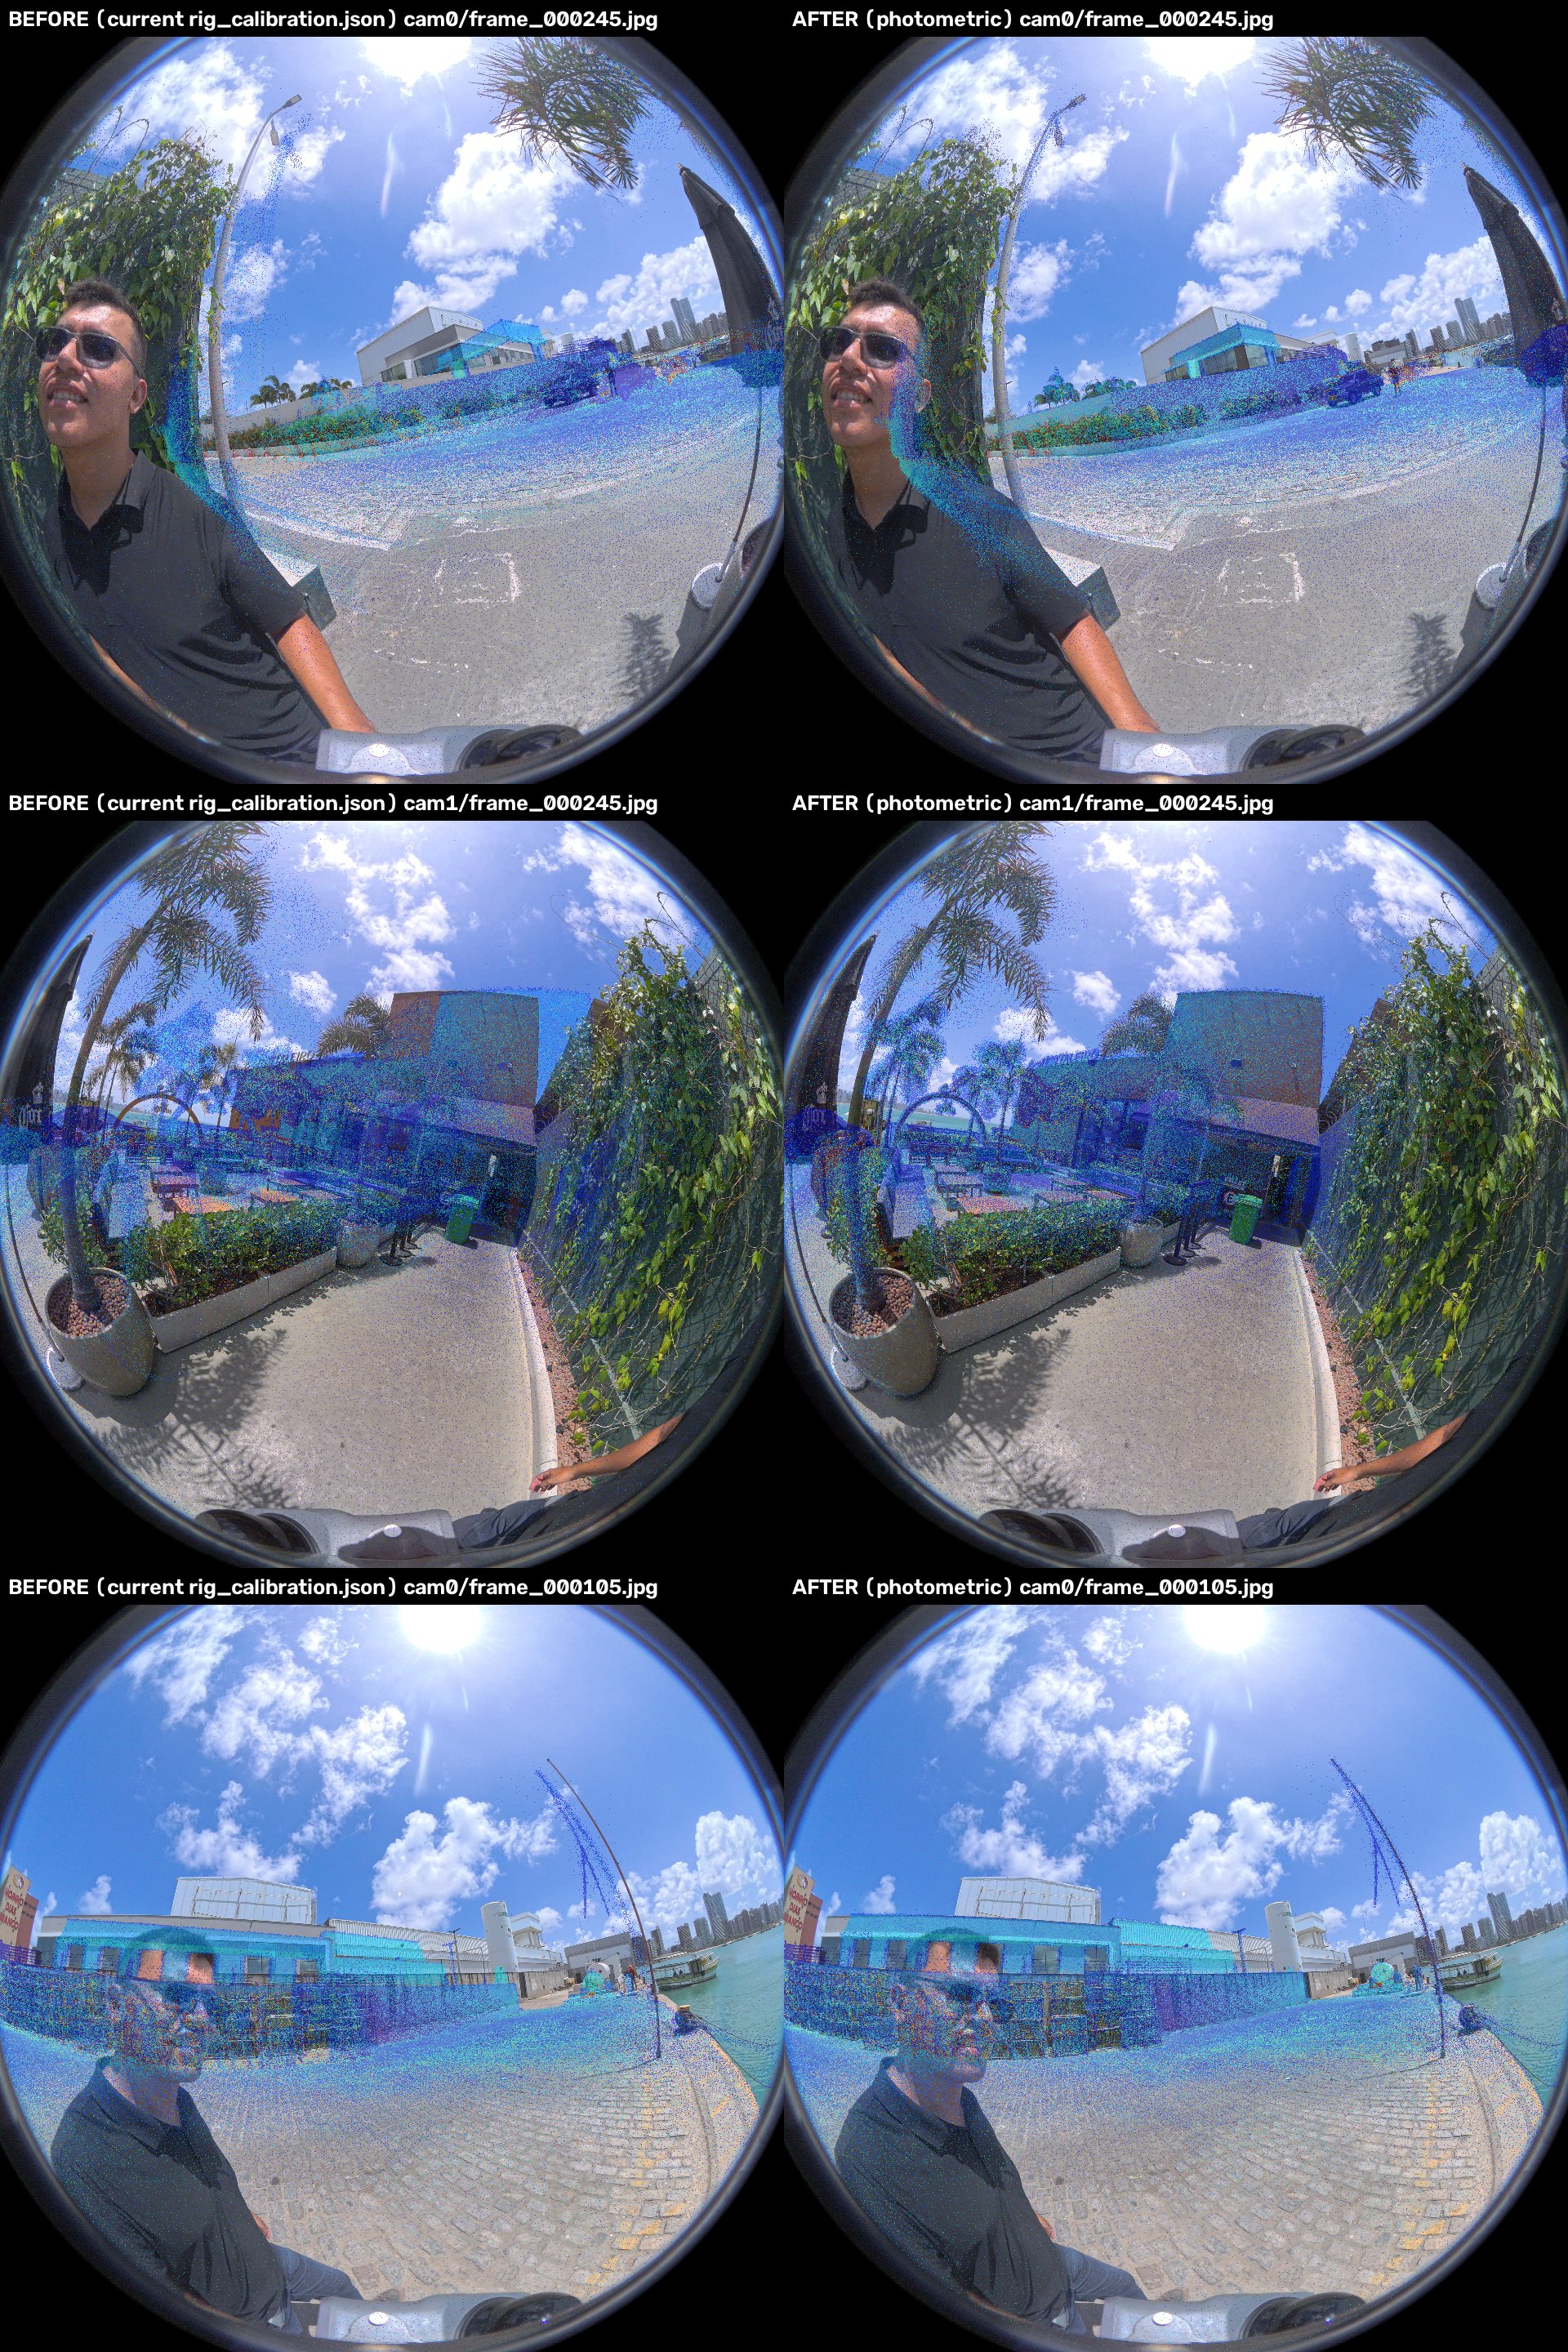 BEFORE (current rig_calibration.json) cam0/frame_000245.jpg
AFTER (photometric) cam0/frame_000245.jpg
BEFORE (current rig_calibration.json) cam1/frame_000245.jpg
AFTER (photometric) cam1/frame_000245.jpg
BEFORE (current rig_calibration.json) cam0/frame_000105.jpg
AFTER (photometric) cam0/frame_000105.jpg